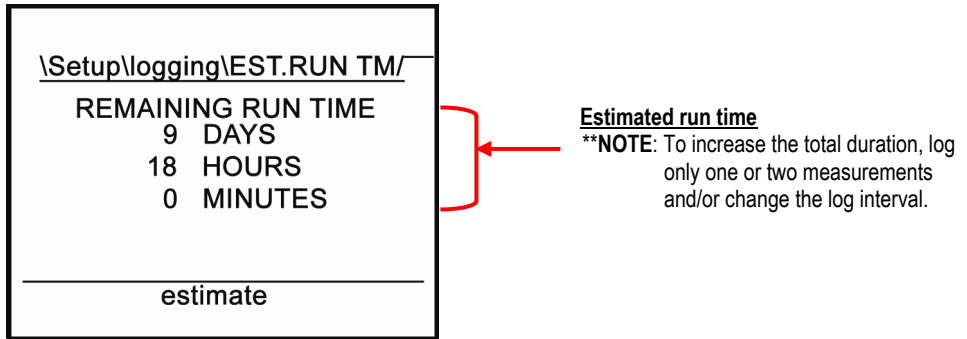 \Setup\logging\EST.RUN TM/
REMAINING RUN TIME
9 DAYS
18 HOURS
0 MINUTES
estimate
Estimated run time
**NOTE: To increase the total duration, log
only one or two measurements
and/or change the log interval.